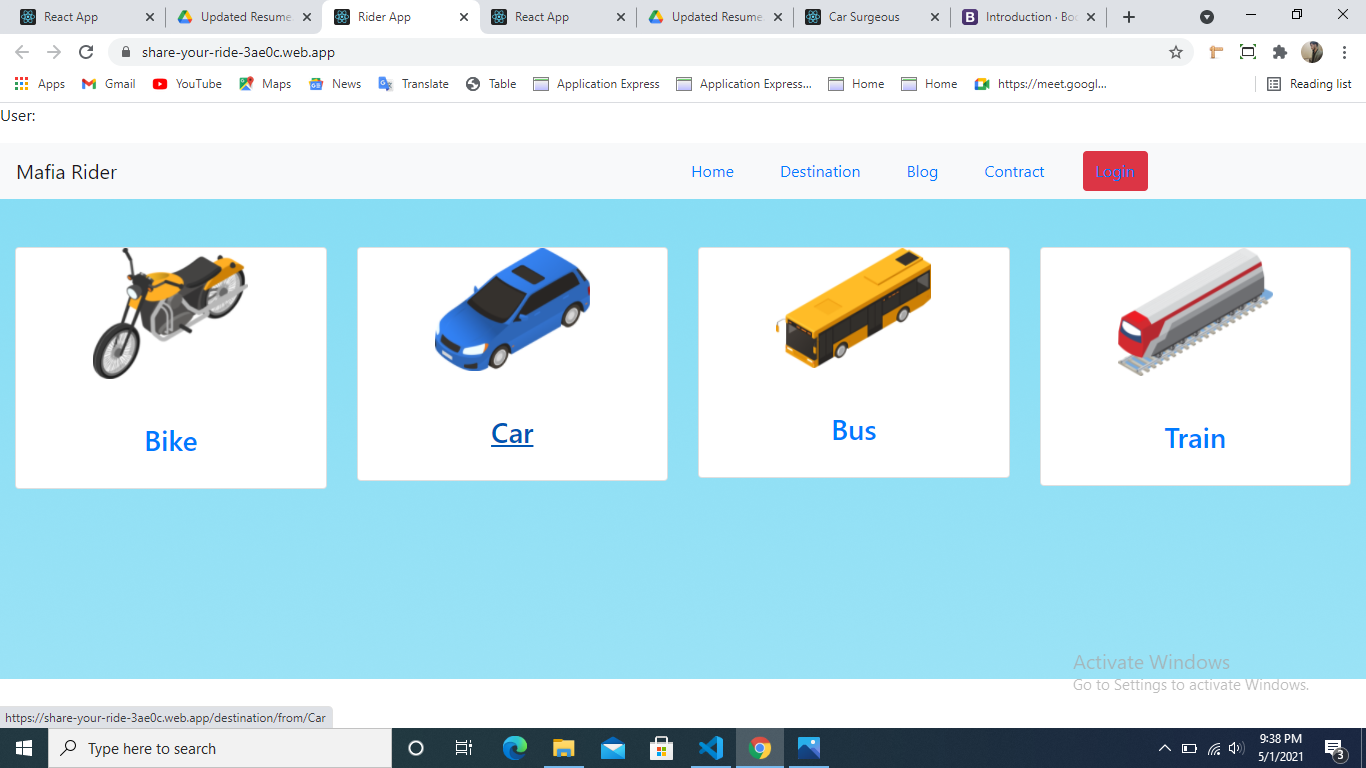 React App
Updated Resume
Rider App
React App
Updated Resume
Car Surgeous
Introduction · Boo
share-your-ride-3ae0c.web.app
Apps
Gmail
YouTube
Maps
News
Translate
Table
Application Express
Application Express...
Home
Home
https://meet.googl...
Reading list
User:
Mafia Rider
Home
Destination
Blog
Contract
Login
Bike
Car
Bus
Train
Activate Windows
Go to Settings to activate Windows.
https://share-your-ride-3ae0c.web.app/destination/from/Car
Type here to search
9:38 PM
5/1/2021
3